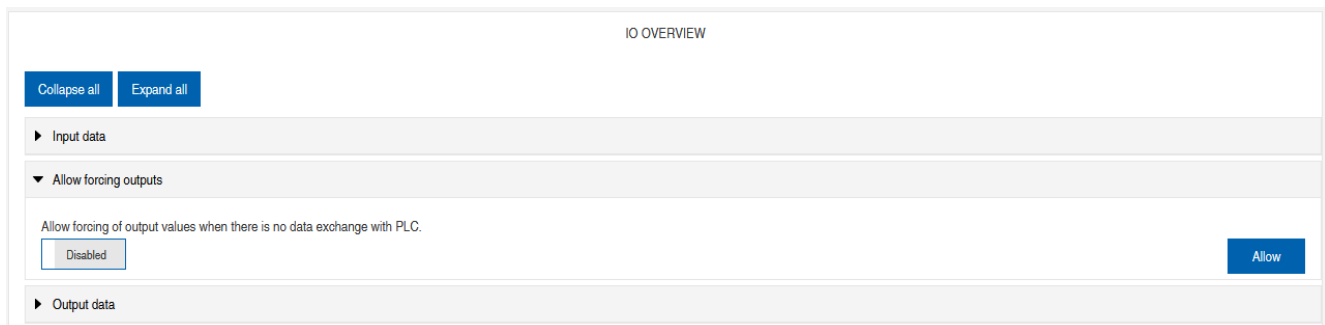 IO OVERVIEW
Collapse all Expand all
Input data
Allow forcing outputs
Allow forcing of output values when there is no data exchange with PLC.
Disabled Allow
Output data